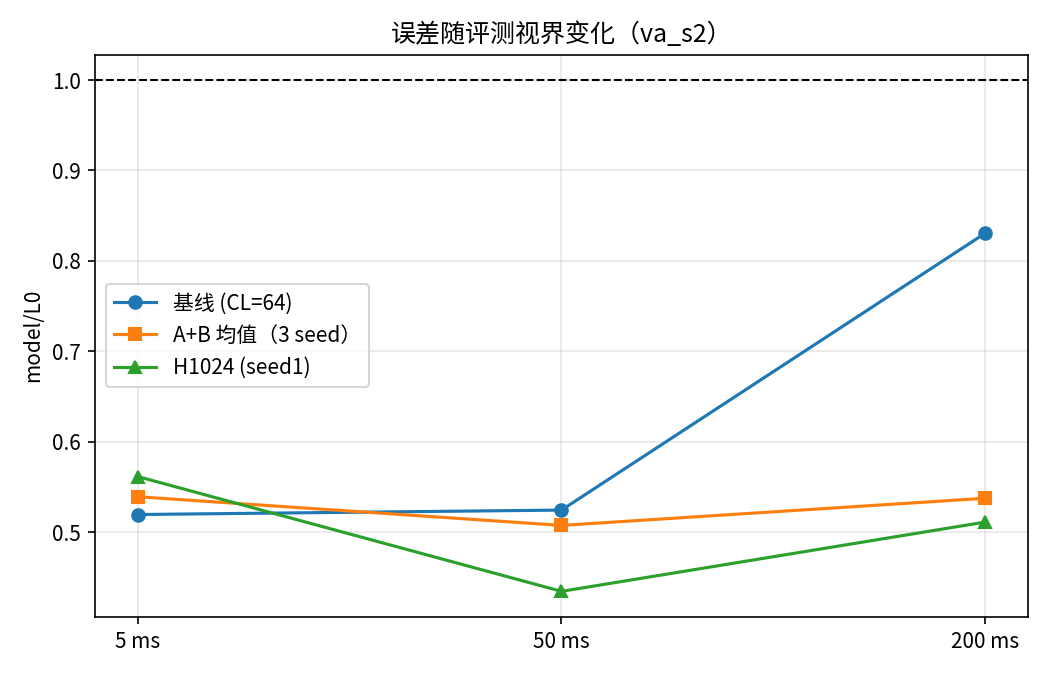 误差随评测视界变化（va_s2）
model/L0
1.0
0.9
0.8
0.7
0.6
0.5
基线 (CL=64)
A+B 均值（3 seed）
H1024 (seed1)
5 ms
50 ms
200 ms